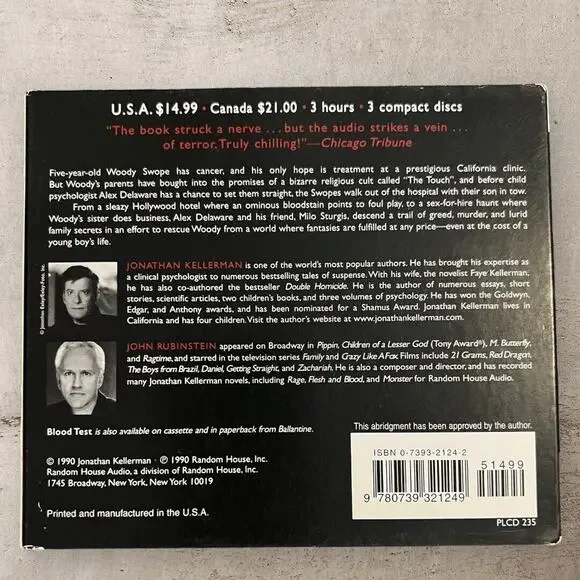 U.S.A. $14.99 • Canada $21.00 • 3 hours • 3 compact discs
"The book struck a nerve . . . but the audio strikes a vein . . .
of terror. Truly chilling!"—Chicago Tribune
Five-year-old Woody Swope has cancer, and his only hope is treatment at a prestigious California clinic.
But Woody's parents have bought into the promises of a bizarre religious cult called "The Touch", and before child
psychologist Alex Delaware has a chance to set them straight, the Swopes walk out of the hospital with their son in tow.
From a sleazy Hollywood hotel where an ominous bloodstain points to foul play, to a sex-for-hire haunt where
Woody's sister does business, Alex Delaware and his friend, Milo Sturgis, descend a trail of greed, murder, and lurid
family secrets in an effort to rescue Woody from a world where fantasies are fulfilled at any price—even at the cost of a
young boy's life.
JONATHAN KELLERMAN is one of the world's most popular authors. He has brought his expertise as
a clinical psychologist to numerous bestselling tales of suspense. With his wife, the novelist Faye Kellerman,
he has also co-authored the bestseller Double Homicide. He is the author of numerous essays, short
stories, scientific articles, two children's books, and three volumes of psychology. He has won the Goldwyn,
Edgar, and Anthony awards, and has been nominated for a Shamus Award. Jonathan Kellerman lives in
California and has four children. Visit the author's website at www.jonathankellerman.com.
JOHN RUBINSTEIN appeared on Broadway in Pippin, Children of a Lesser God (Tony Award®), M. Butterfly,
and Ragtime, and starred in the television series Family and Crazy Like A Fox. Films include 21 Grams, Red Dragon,
The Boys from Brazil, Daniel, Getting Straight, and Zachariah. He is also a composer and director, and has recorded
many Jonathan Kellerman novels, including Rage, Flesh and Blood, and Monster for Random House Audio.
Blood Test is also available on cassette and in paperback from Ballantine.
© 1990 Jonathan Kellerman • ℗ 1990 Random House, Inc.
Random House Audio, a division of Random House, Inc.
1745 Broadway, New York, New York 10019
Printed and manufactured in the U.S.A.
This abridgment has been approved by the author.
ISBN 0-7393-2124-2
51499
9 780739 321249
PLCD 235